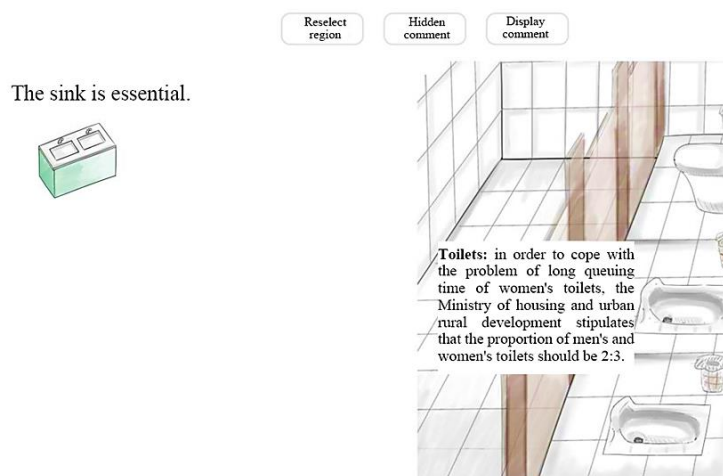 Reselect
region
Hidden
comment
Display
comment
The sink is essential.
Toilets: in order to cope with
the problem of long queuing
time of women's toilets, the
Ministry of housing and urban
rural development stipulates
that the proportion of men's and
women's toilets should be 2:3.